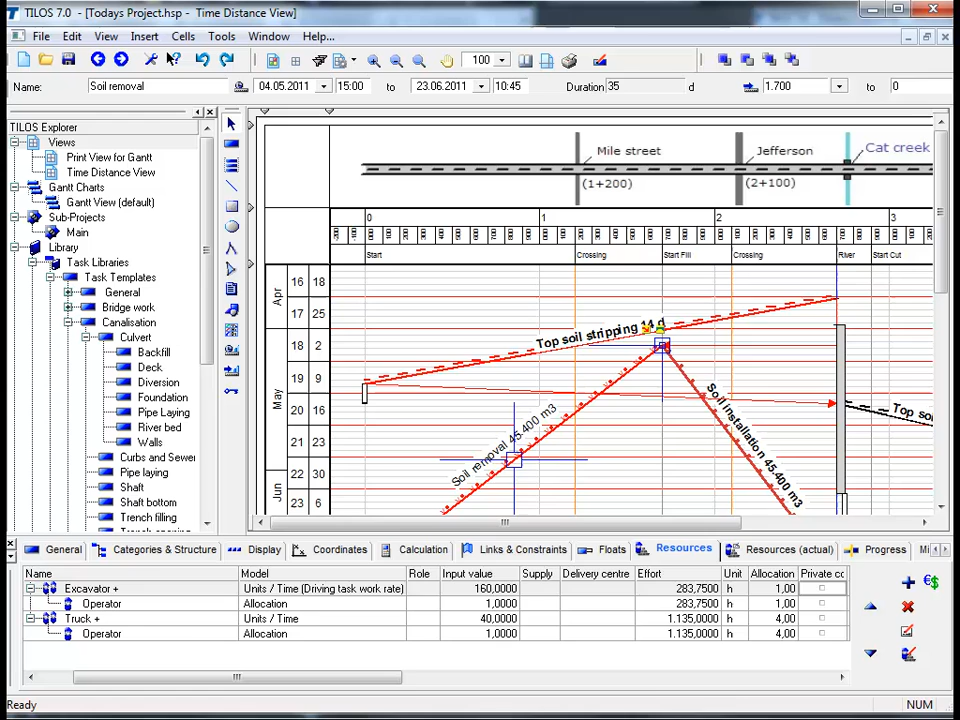 TILOS 7.0 - [Todays Project.hsp - Time Distance View]
File Edit View Insert Cells Tools Window Help...
100
Name: Soil removal 04.05.2011 15:00 to 23.06.2011 10:45 Duration 35 d 1.700 to 0
TILOS Explorer
Views
Print View for Gantt
Time Distance View
Gantt Charts
Gantt View (default)
Sub-Projects
Main
Library
Task Libraries
Task Templates
General
Bridge work
Canalisation
Culvert
Backfill
Deck
Diversion
Foundation
Pipe Laying
River bed
Walls
Curbs and Sewer
Pipe laying
Shaft
Shaft bottom
Trench filling
Mile street Jefferson Cat creek
(1+200) (2+100)
0 1 2 3
Start Crossing Start Fill Crossing River Start Cut
Apr 16 18
17 25
18 2
May 19 9
20 16
21 23
22 30
Jun 23 6
Top soil stripping 14 d
Soil removal 45.400 m3
Soil installation 45.400 m3
Top so
General Categories & Structure Display Coordinates Calculation Links & Constraints Floats Resources Resources (actual) Progress Mi
Name Model Role Input value Supply Delivery centre Effort Unit Allocation Private co
Excavator + Units / Time (Driving task work rate) 160,0000 283,7500 h 1,00
Operator Allocation 1,0000 283,7500 h 1,00
Truck + Units / Time 40,0000 1.135,0000 h 4,00
Operator Allocation 1,0000 1.135,0000 h 4,00
Ready NUM